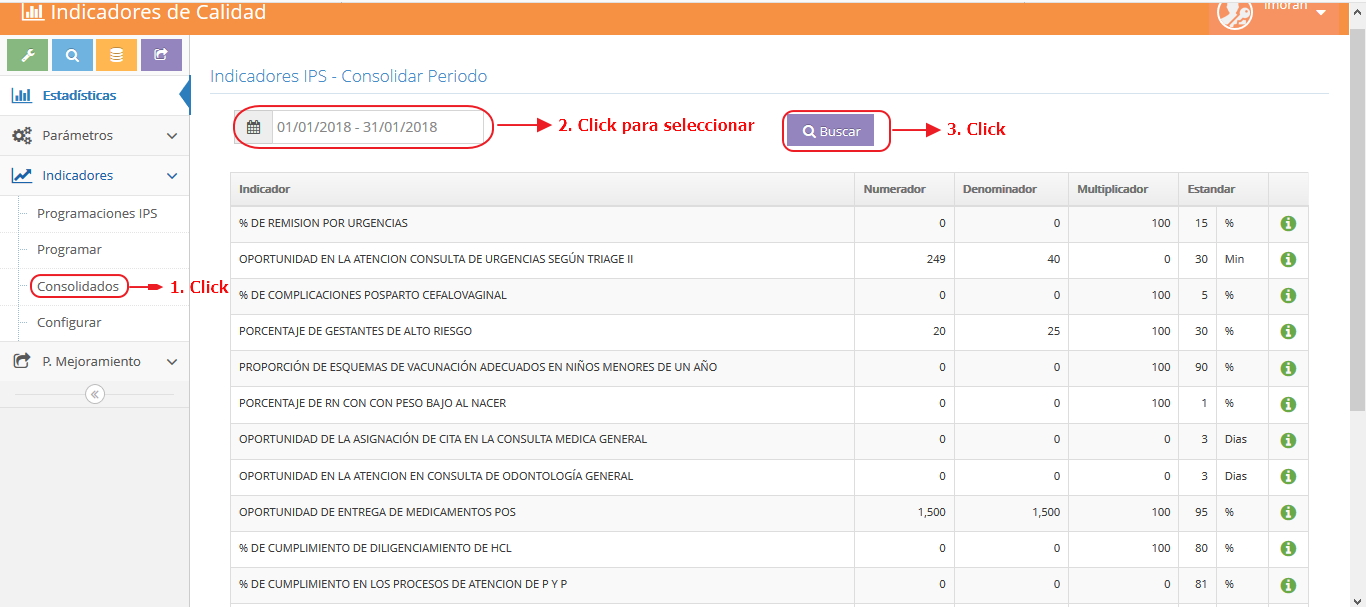 Indicadores de Calidad
lmoran
Estadísticas
Parámetros
Indicadores
Programaciones IPS
Programar
Consolidados
Configurar
P. Mejoramiento
1. Click
Indicadores IPS - Consolidar Periodo
01/01/2018 - 31/01/2018
2. Click para seleccionar
Buscar
3. Click
Indicador Numerador Denominador Multiplicador Estandar
% DE REMISION POR URGENCIAS 0 0 100 15 %
OPORTUNIDAD EN LA ATENCION CONSULTA DE URGENCIAS SEGÚN TRIAGE II 249 40 0 30 Min
% DE COMPLICACIONES POSPARTO CEFALOVAGINAL 0 0 100 5 %
PORCENTAJE DE GESTANTES DE ALTO RIESGO 20 25 100 30 %
PROPORCIÓN DE ESQUEMAS DE VACUNACIÓN ADECUADOS EN NIÑOS MENORES DE UN AÑO 0 0 100 90 %
PORCENTAJE DE RN CON CON PESO BAJO AL NACER 0 0 100 1 %
OPORTUNIDAD DE LA ASIGNACIÓN DE CITA EN LA CONSULTA MEDICA GENERAL 0 0 0 3 Dias
OPORTUNIDAD EN LA ATENCION EN CONSULTA DE ODONTOLOGÍA GENERAL 0 0 0 3 Dias
OPORTUNIDAD DE ENTREGA DE MEDICAMENTOS POS 1,500 1,500 100 95 %
% DE CUMPLIMIENTO DE DILIGENCIAMIENTO DE HCL 0 0 100 80 %
% DE CUMPLIMIENTO EN LOS PROCESOS DE ATENCION DE P Y P 0 0 0 81 %